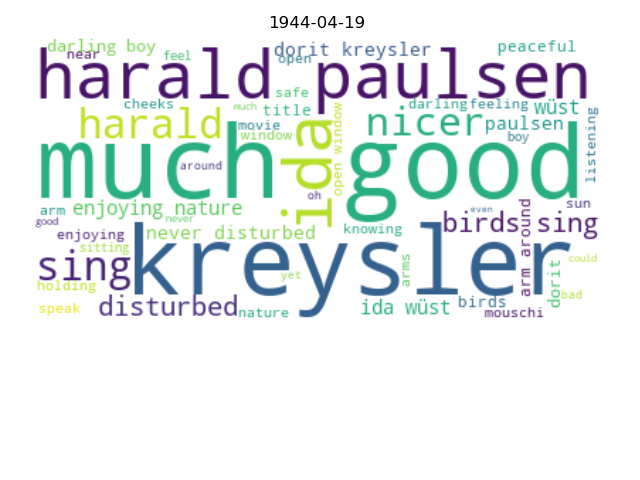 1944-04-19
darling boy
near
feel
open
dorit kreysler
peaceful
harald paulsen
cheeks
safe
much
title
darling
feeling
wüst
harald
movie
window
ida
open window
nicer
paulsen
boy
listening
much good
around
oh
sun
arm
good
enjoying nature
never
even
birds sing
enjoying
never disturbed
knowing
sitting
sing
kreysler
arm around
could
holding
yet
arms
dorit
bad
speak
disturbed
nature
ida wüst
birds
mouschi